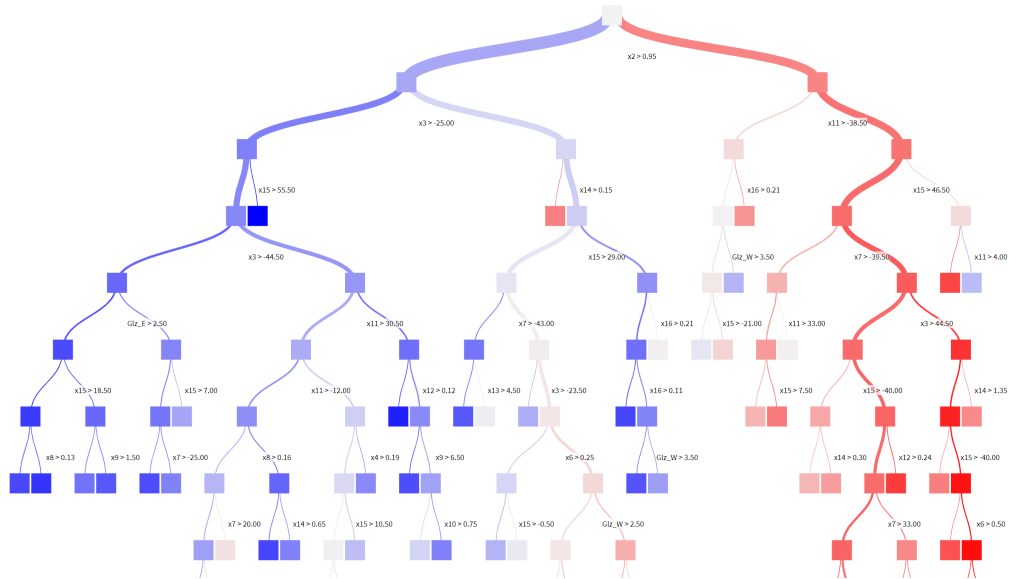 x2 > 0.95
x3 > -25.00
x11 > -38.50
x15 > 55.50
x14 > 0.15
x16 > 0.21
x15 > 46.50
x3 > -44.50
x15 > 29.00
Glz_W > 3.50
x7 > -39.50
x11 > 4.00
Glz_E > 2.50
x11 > 30.50
x7 > -43.00
x16 > 0.21
x15 > -21.00
x11 > 33.00
x3 > 44.50
x15 > 18.50
x15 > 7.00
x11 > -12.00
x12 > 0.12
x13 > 4.50
x3 > -23.50
x16 > 0.11
x15 > 7.50
x15 > -40.00
x14 > 1.35
x8 > 0.13
x9 > 1.50
x7 > -25.00
x8 > 0.16
x4 > 0.19
x9 > 6.50
x6 > 0.25
Glz_W > 3.50
x14 > 0.30
x12 > 0.24
x15 > -40.00
x7 > 20.00
x14 > 0.65
x15 > 10.50
x10 > 0.75
x15 > -0.50
Glz_W > 2.50
x7 > 33.00
x6 > 0.50